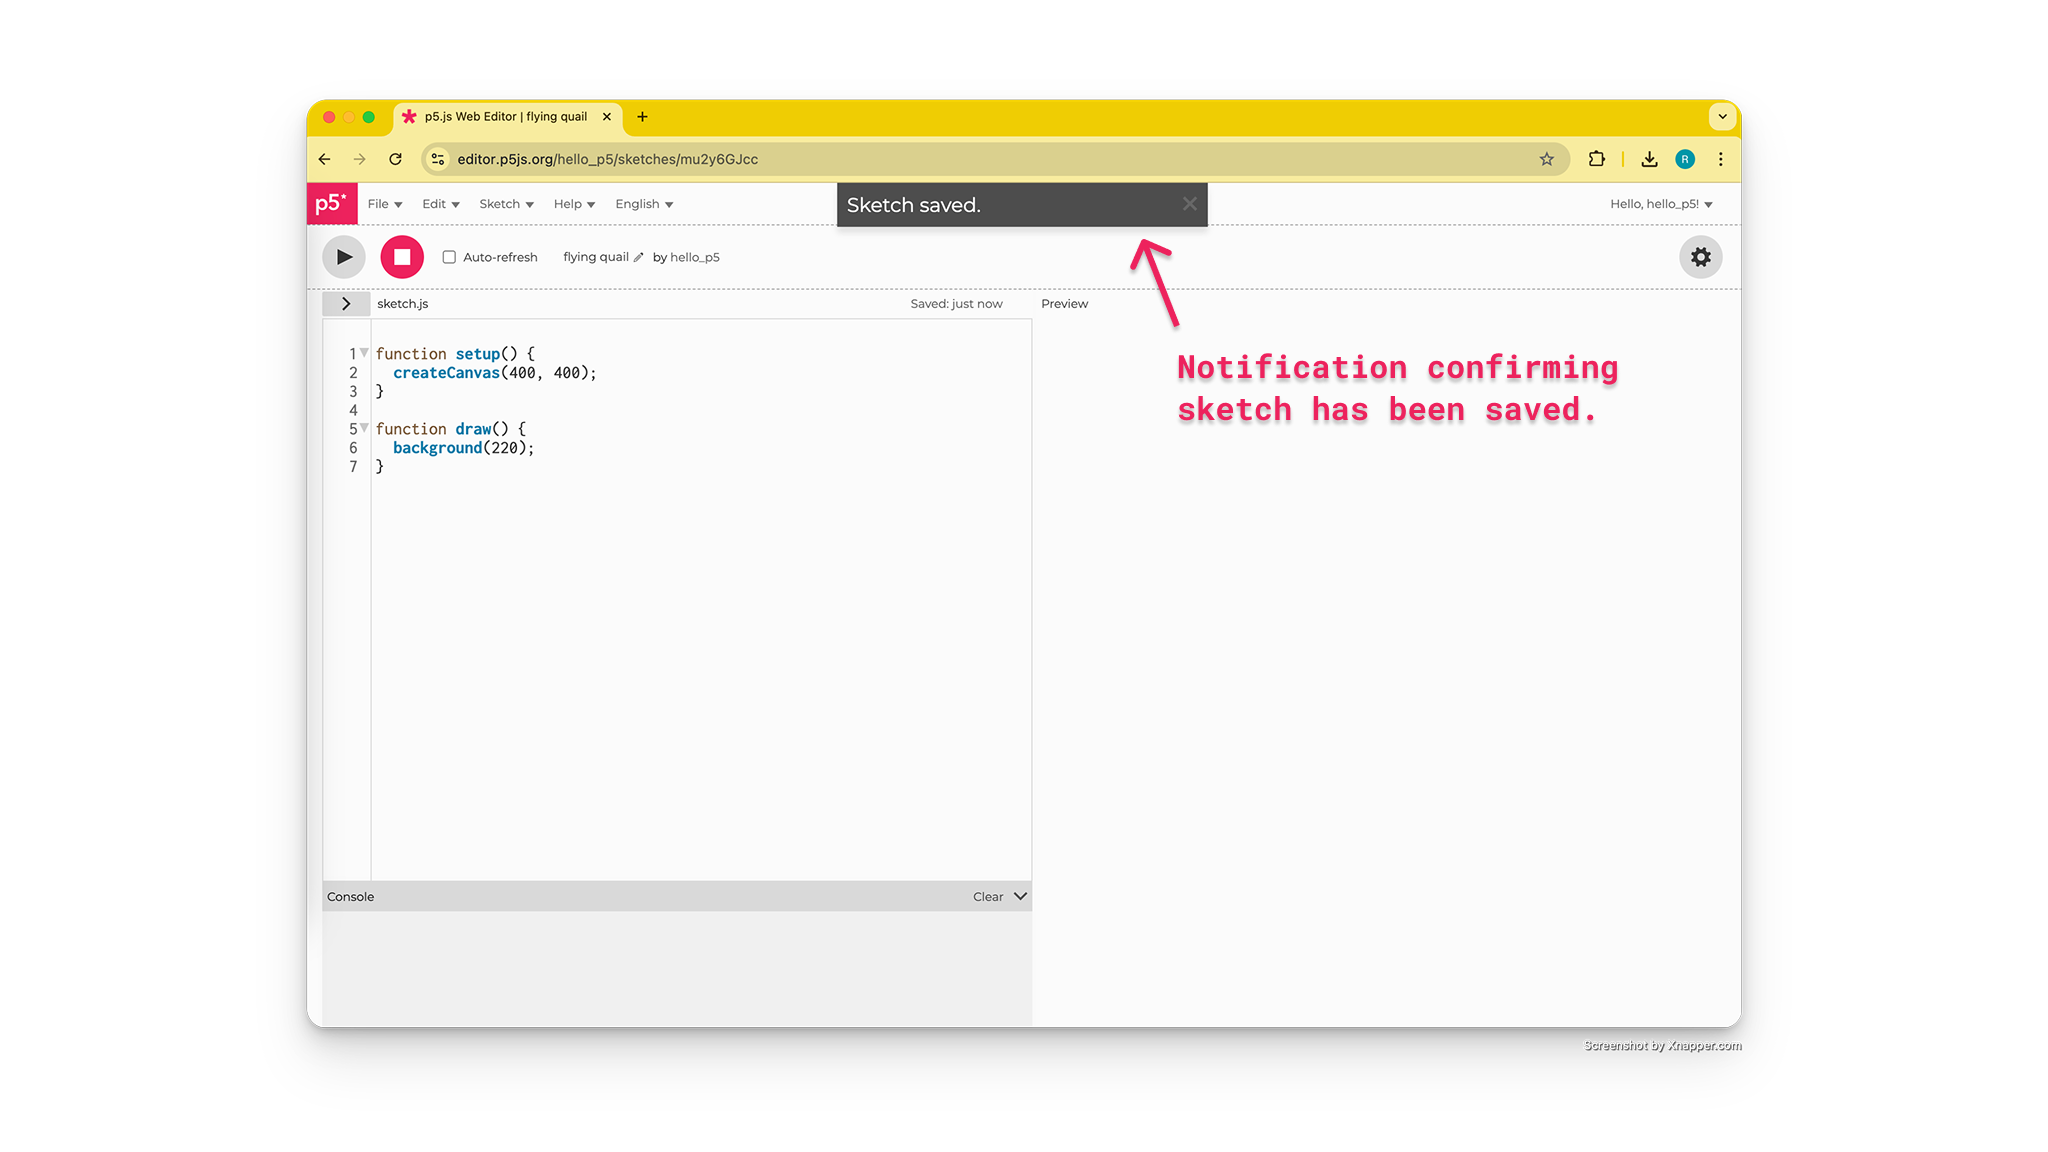 p5.js Web Editor | flying quail
editor.p5js.org/hello_p5/sketches/mu2y6GJcc
R
p5*
File
Edit
Sketch
Help
English
Sketch saved.
Hello, hello_p5!
Auto-refresh
flying quail
by hello_p5
sketch.js
Saved: just now
Preview
1 function setup() {
2 createCanvas(400, 400);
3 }
4
5 function draw() {
6 background(220);
7 }
Notification confirming
sketch has been saved.
Console
Clear
Screenshot by Xnapper.com